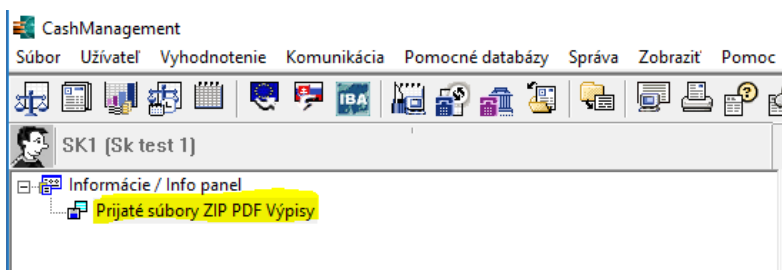 CashManagement
Súbor Užívateľ Vyhodnotenie Komunikácia Pomocné databázy Správa Zobraziť Pomoc
IBA
SK1 (Sk test 1)
Informácie / Info panel
Prijaté súbory ZIP PDF Výpisy